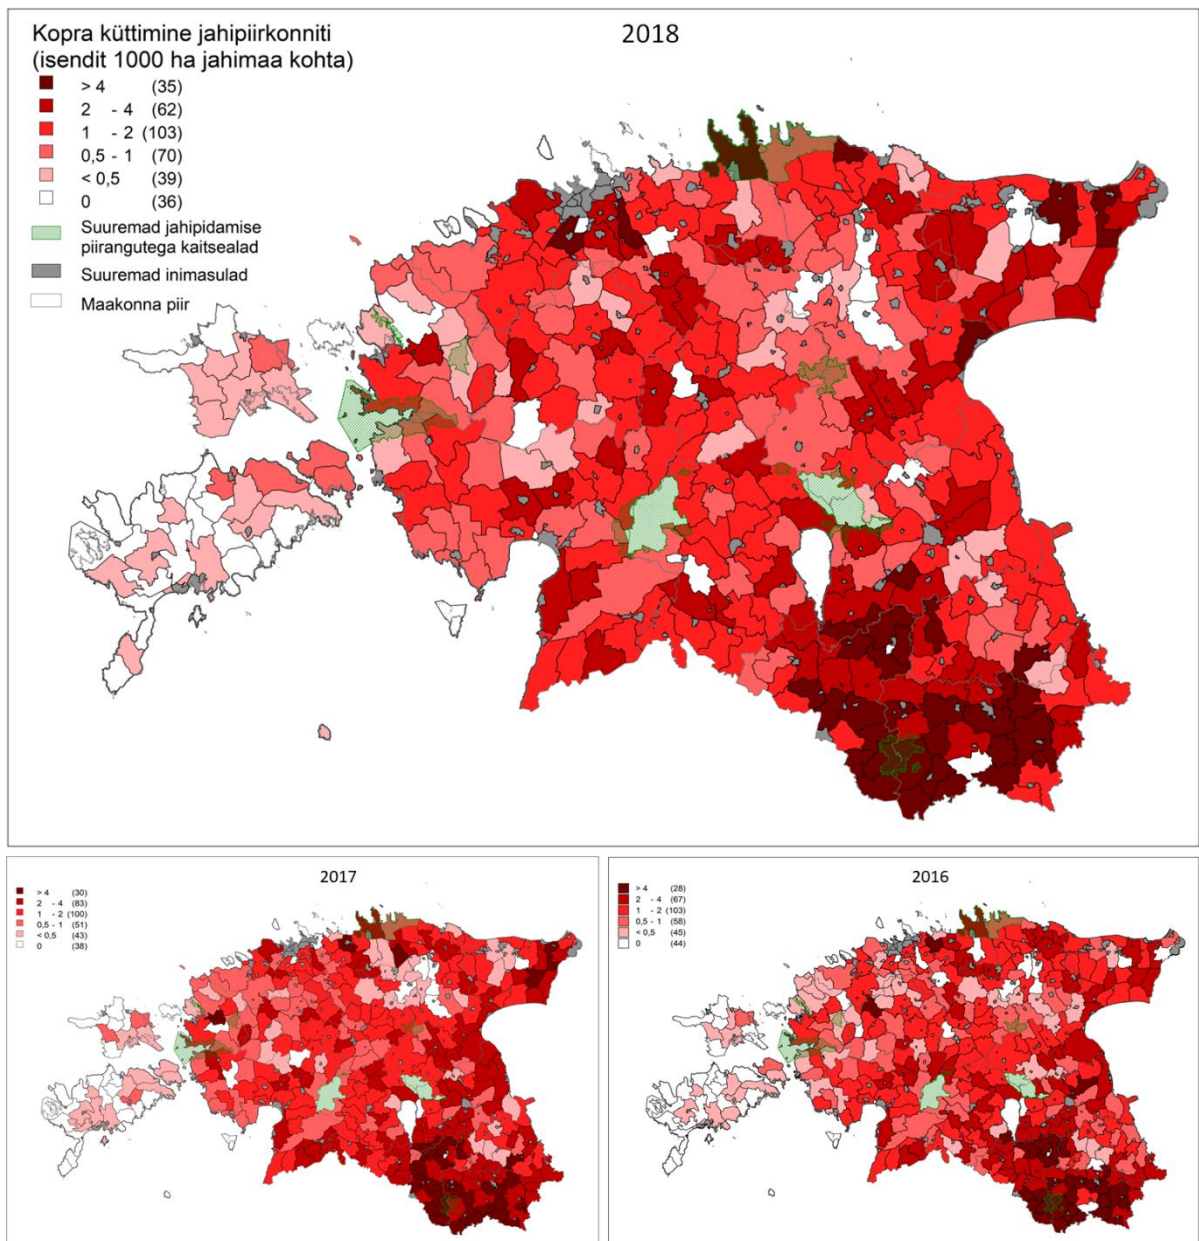 Kopra küttimine jahipiirkonniti
(isendit 1000 ha jahimaa kohta)
> 4 (35)
2 - 4 (62)
1 - 2 (103)
0,5 - 1 (70)
< 0,5 (39)
0 (36)
Suuremad jahipidamise
piirangutega kaitsealad
Suuremad inimasulad
Maakonna piir
2018
2017
> 4 (30)
2 - 4 (83)
1 - 2 (100)
0,5 - 1 (51)
< 0,5 (43)
0 (38)
2016
> 4 (28)
2 - 4 (67)
1 - 2 (103)
0,5 - 1 (58)
< 0,5 (45)
0 (44)